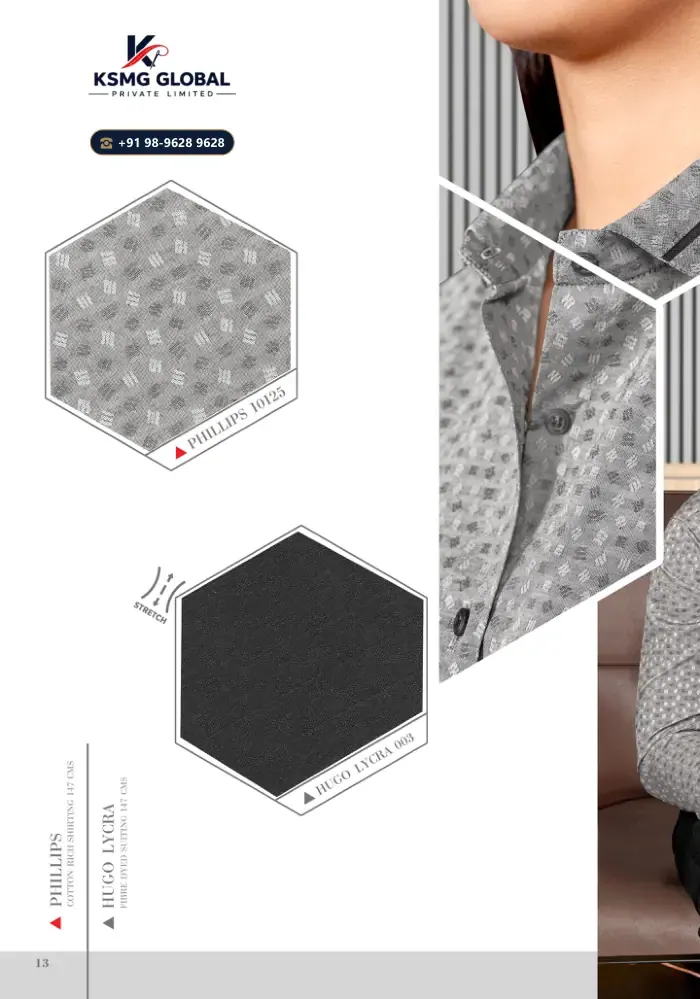 KSMG GLOBAL
PRIVATE LIMITED
+91 98-9628 9628
PHILLIPS 10125
STRETCH
HUGO LYCRA 003
PHILLIPS
COTTON RICH SHIRTING 147 CMS
HUGO LYCRA
FIBRE DYED SUITING 147 CMS
13